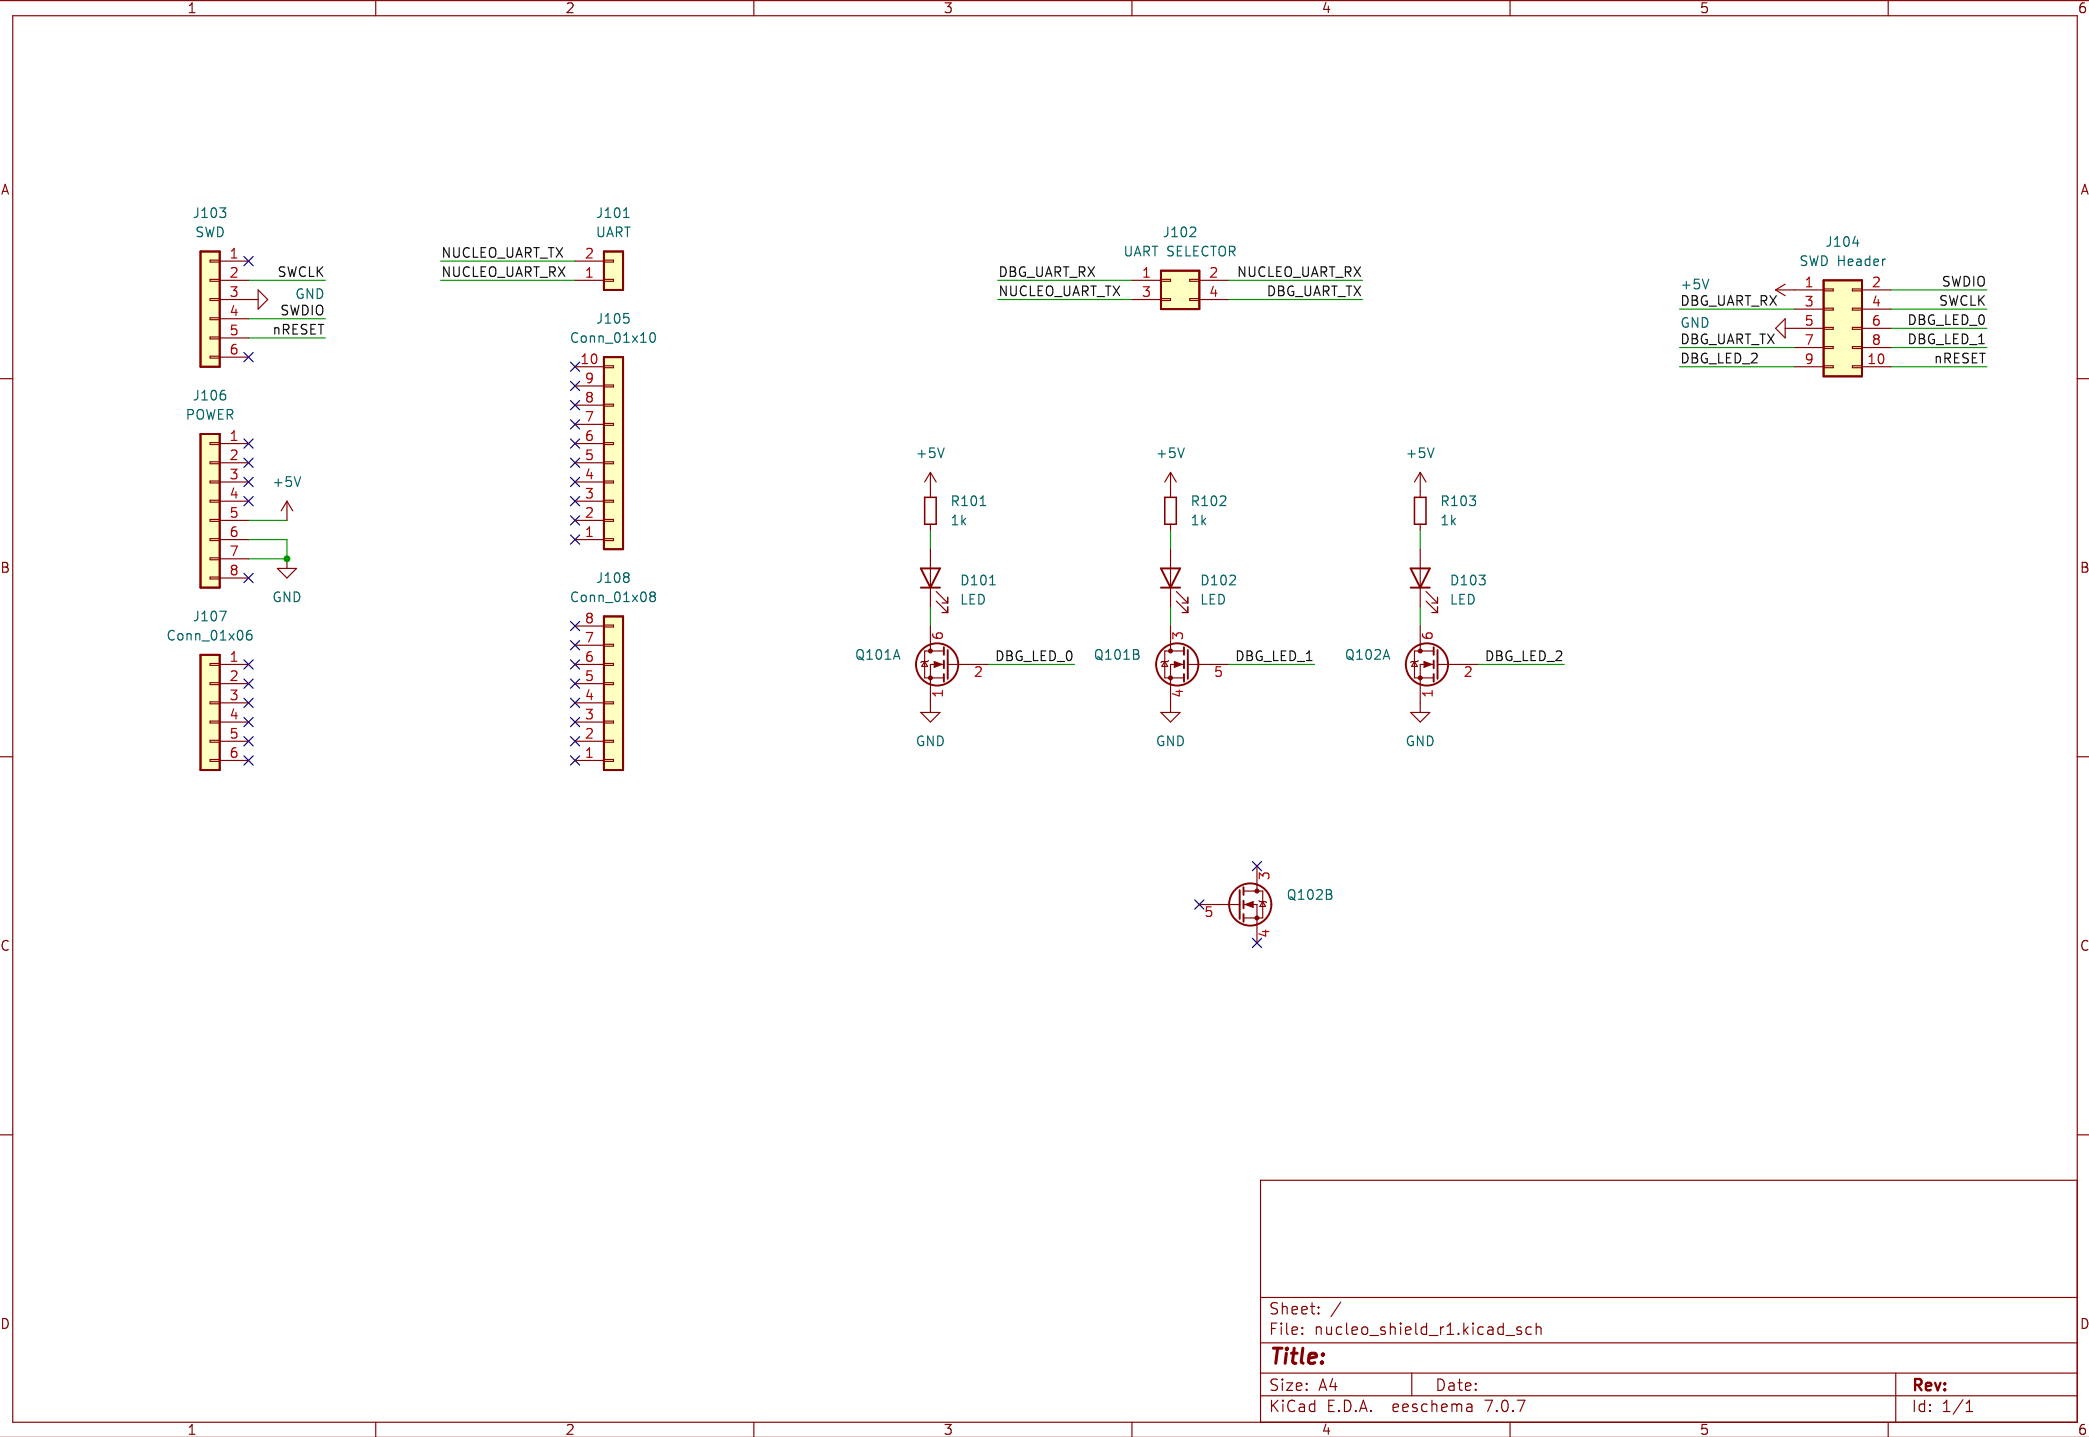 1 2 3 4 5 6
A A
B B
C C
D D
J103
SWD
1
2 SWCLK
3 GND
4 SWDIO
5 nRESET
6
J106
POWER
1
2
3
4
5 +5V
6
7
8
GND
J107
Conn_01x06
1
2
3
4
5
6
J101
UART
NUCLEO_UART_TX 2
NUCLEO_UART_RX 1
J105
Conn_01x10
10
9
8
7
6
5
4
3
2
1
J108
Conn_01x08
8
7
6
5
4
3
2
1
J102
UART SELECTOR
DBG_UART_RX 1 2 NUCLEO_UART_RX
NUCLEO_UART_TX 3 4 DBG_UART_TX
J104
SWD Header
+5V 1 2 SWDIO
DBG_UART_RX 3 4 SWCLK
GND 5 6 DBG_LED_0
DBG_UART_TX 7 8 DBG_LED_1
DBG_LED_2 9 10 nRESET
+5V
R101
1k
D101
LED
6
Q101A
2 DBG_LED_0
1
GND
+5V
R102
1k
D102
LED
3
Q101B
5 DBG_LED_1
4
GND
+5V
R103
1k
D103
LED
6
Q102A
2 DBG_LED_2
1
GND
3
5 Q102B
4
Sheet: /
File: nucleo_shield_r1.kicad_sch
Title:
Size: A4 Date: Rev:
KiCad E.D.A. eeschema 7.0.7 Id: 1/1
1 2 3 4 5 6